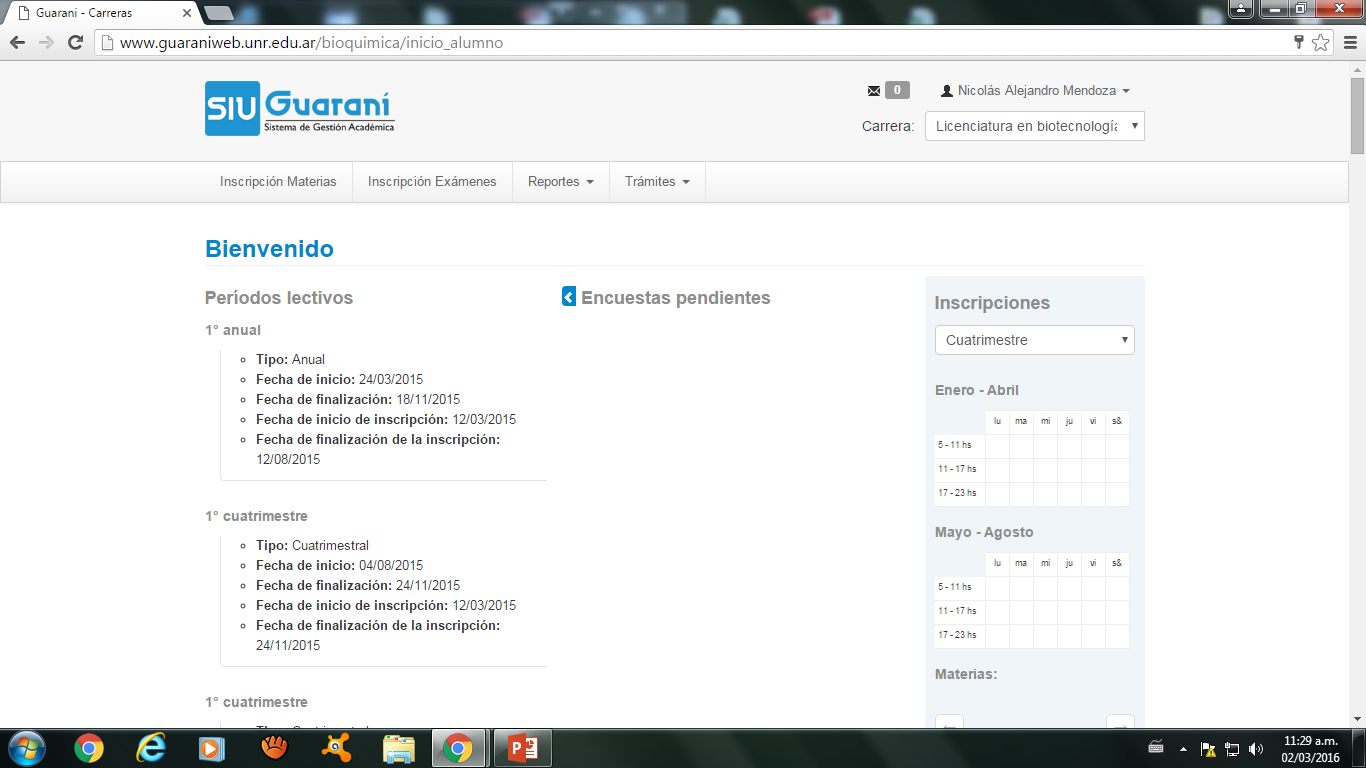 Guarani - Carreras
www.guaraniweb.unr.edu.ar/bioquimica/inicio_alumno
SIU Guaraní
Sistema de Gestión Académica
0
Nicolás Alejandro Mendoza
Carrera: Licenciatura en biotecnología
Inscripción Materias Inscripción Exámenes Reportes Trámites
Bienvenido
Períodos lectivos
1° anual
Tipo: Anual
Fecha de inicio: 24/03/2015
Fecha de finalización: 18/11/2015
Fecha de inicio de inscripción: 12/03/2015
Fecha de finalización de la inscripción:
12/08/2015
1° cuatrimestre
Tipo: Cuatrimestral
Fecha de inicio: 04/08/2015
Fecha de finalización: 24/11/2015
Fecha de inicio de inscripción: 12/03/2015
Fecha de finalización de la inscripción:
24/11/2015
1° cuatrimestre
Encuestas pendientes
Inscripciones
Cuatrimestre
Enero - Abril
lu ma mi ju vi s&
5 - 11 hs
11 - 17 hs
17 - 23 hs
Mayo - Agosto
lu ma mi ju vi s&
5 - 11 hs
11 - 17 hs
17 - 23 hs
Materias:
11:29 a.m.
02/03/2016